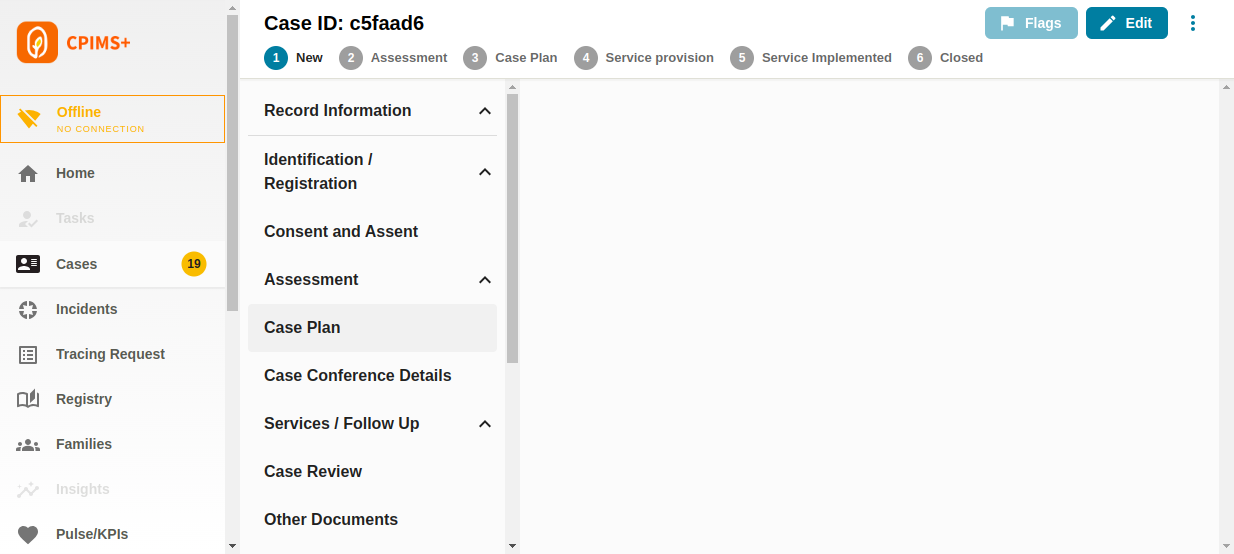 CPIMS+
Offline
NO CONNECTION
Home
Tasks
Cases
19
Incidents
Tracing Request
Registry
Families
Insights
Pulse/KPIs
Case ID: c5faad6
Flags
Edit
1 New 2 Assessment 3 Case Plan 4 Service provision 5 Service Implemented 6 Closed
Record Information
Identification /
Registration
Consent and Assent
Assessment
Case Plan
Case Conference Details
Services / Follow Up
Case Review
Other Documents